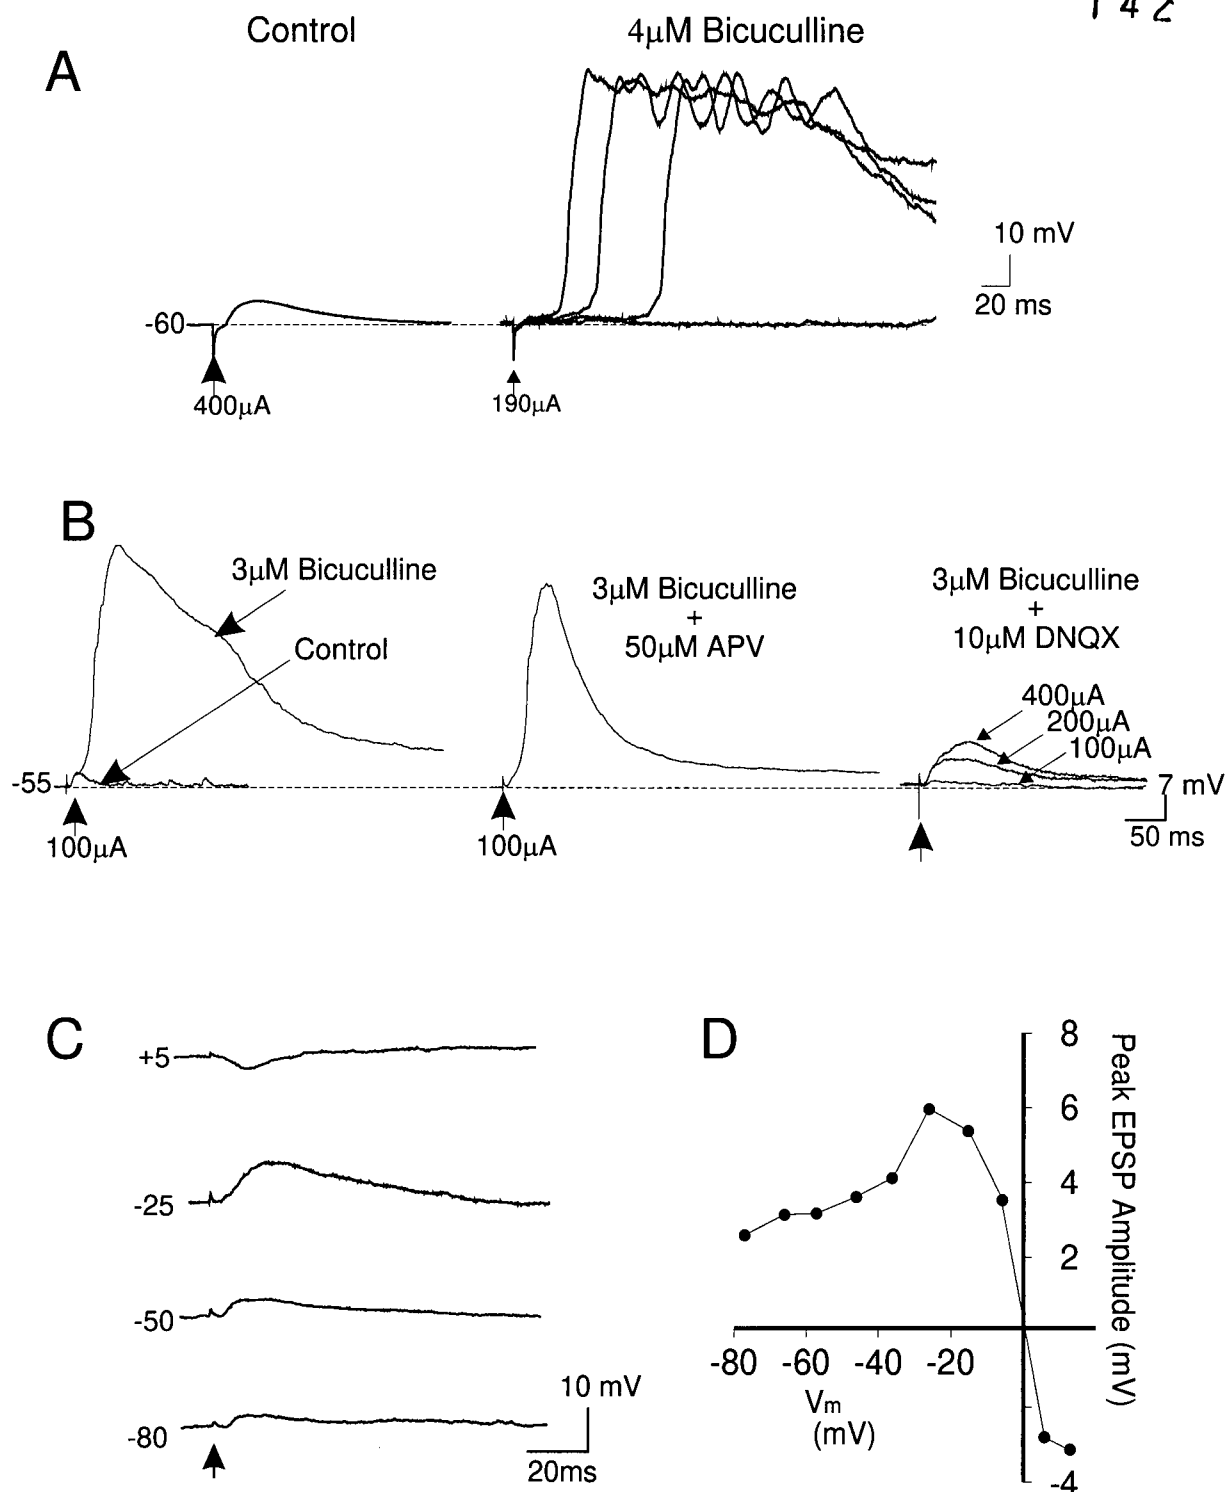 142
Control 4μM Bicuculline
A
10 mV
20 ms
-60
400μA 190μA
B
3μM Bicuculline
Control
3μM Bicuculline
+
50μM APV
3μM Bicuculline
+
10μM DNQX
400μA
200μA
100μA
-55
7 mV
50 ms
100μA 100μA
C
+5
-25
-50
-80
10 mV
20ms
D
8
6
4
2
-4
Peak EPSP Amplitude (mV)
-80 -60 -40 -20
Vm
(mV)